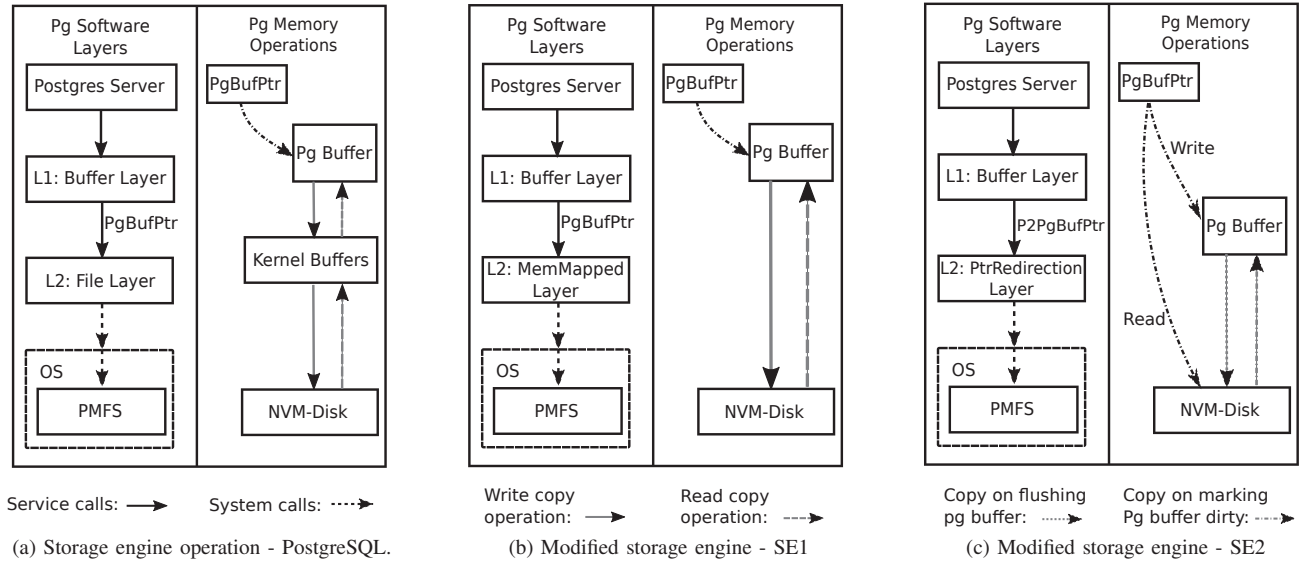 Pg Software
Layers
Pg Memory
Operations
Postgres Server
PgBufPtr
Pg Buffer
L1: Buffer Layer
PgBufPtr
Kernel Buffers
L2: File Layer
OS
PMFS
NVM-Disk
Service calls:
System calls:
(a) Storage engine operation - PostgreSQL.
Pg Software
Layers
Pg Memory
Operations
Postgres Server
PgBufPtr
Pg Buffer
L1: Buffer Layer
PgBufPtr
L2: MemMapped
Layer
OS
PMFS
NVM-Disk
Write copy
operation:
Read copy
operation:
(b) Modified storage engine - SE1
Pg Software
Layers
Pg Memory
Operations
Postgres Server
PgBufPtr
Write
L1: Buffer Layer
P2PgBufPtr
Pg Buffer
L2: PtrRedirection
Layer
Read
OS
PMFS
NVM-Disk
Copy on flushing
pg buffer:
Copy on marking
Pg buffer dirty:
(c) Modified storage engine - SE2